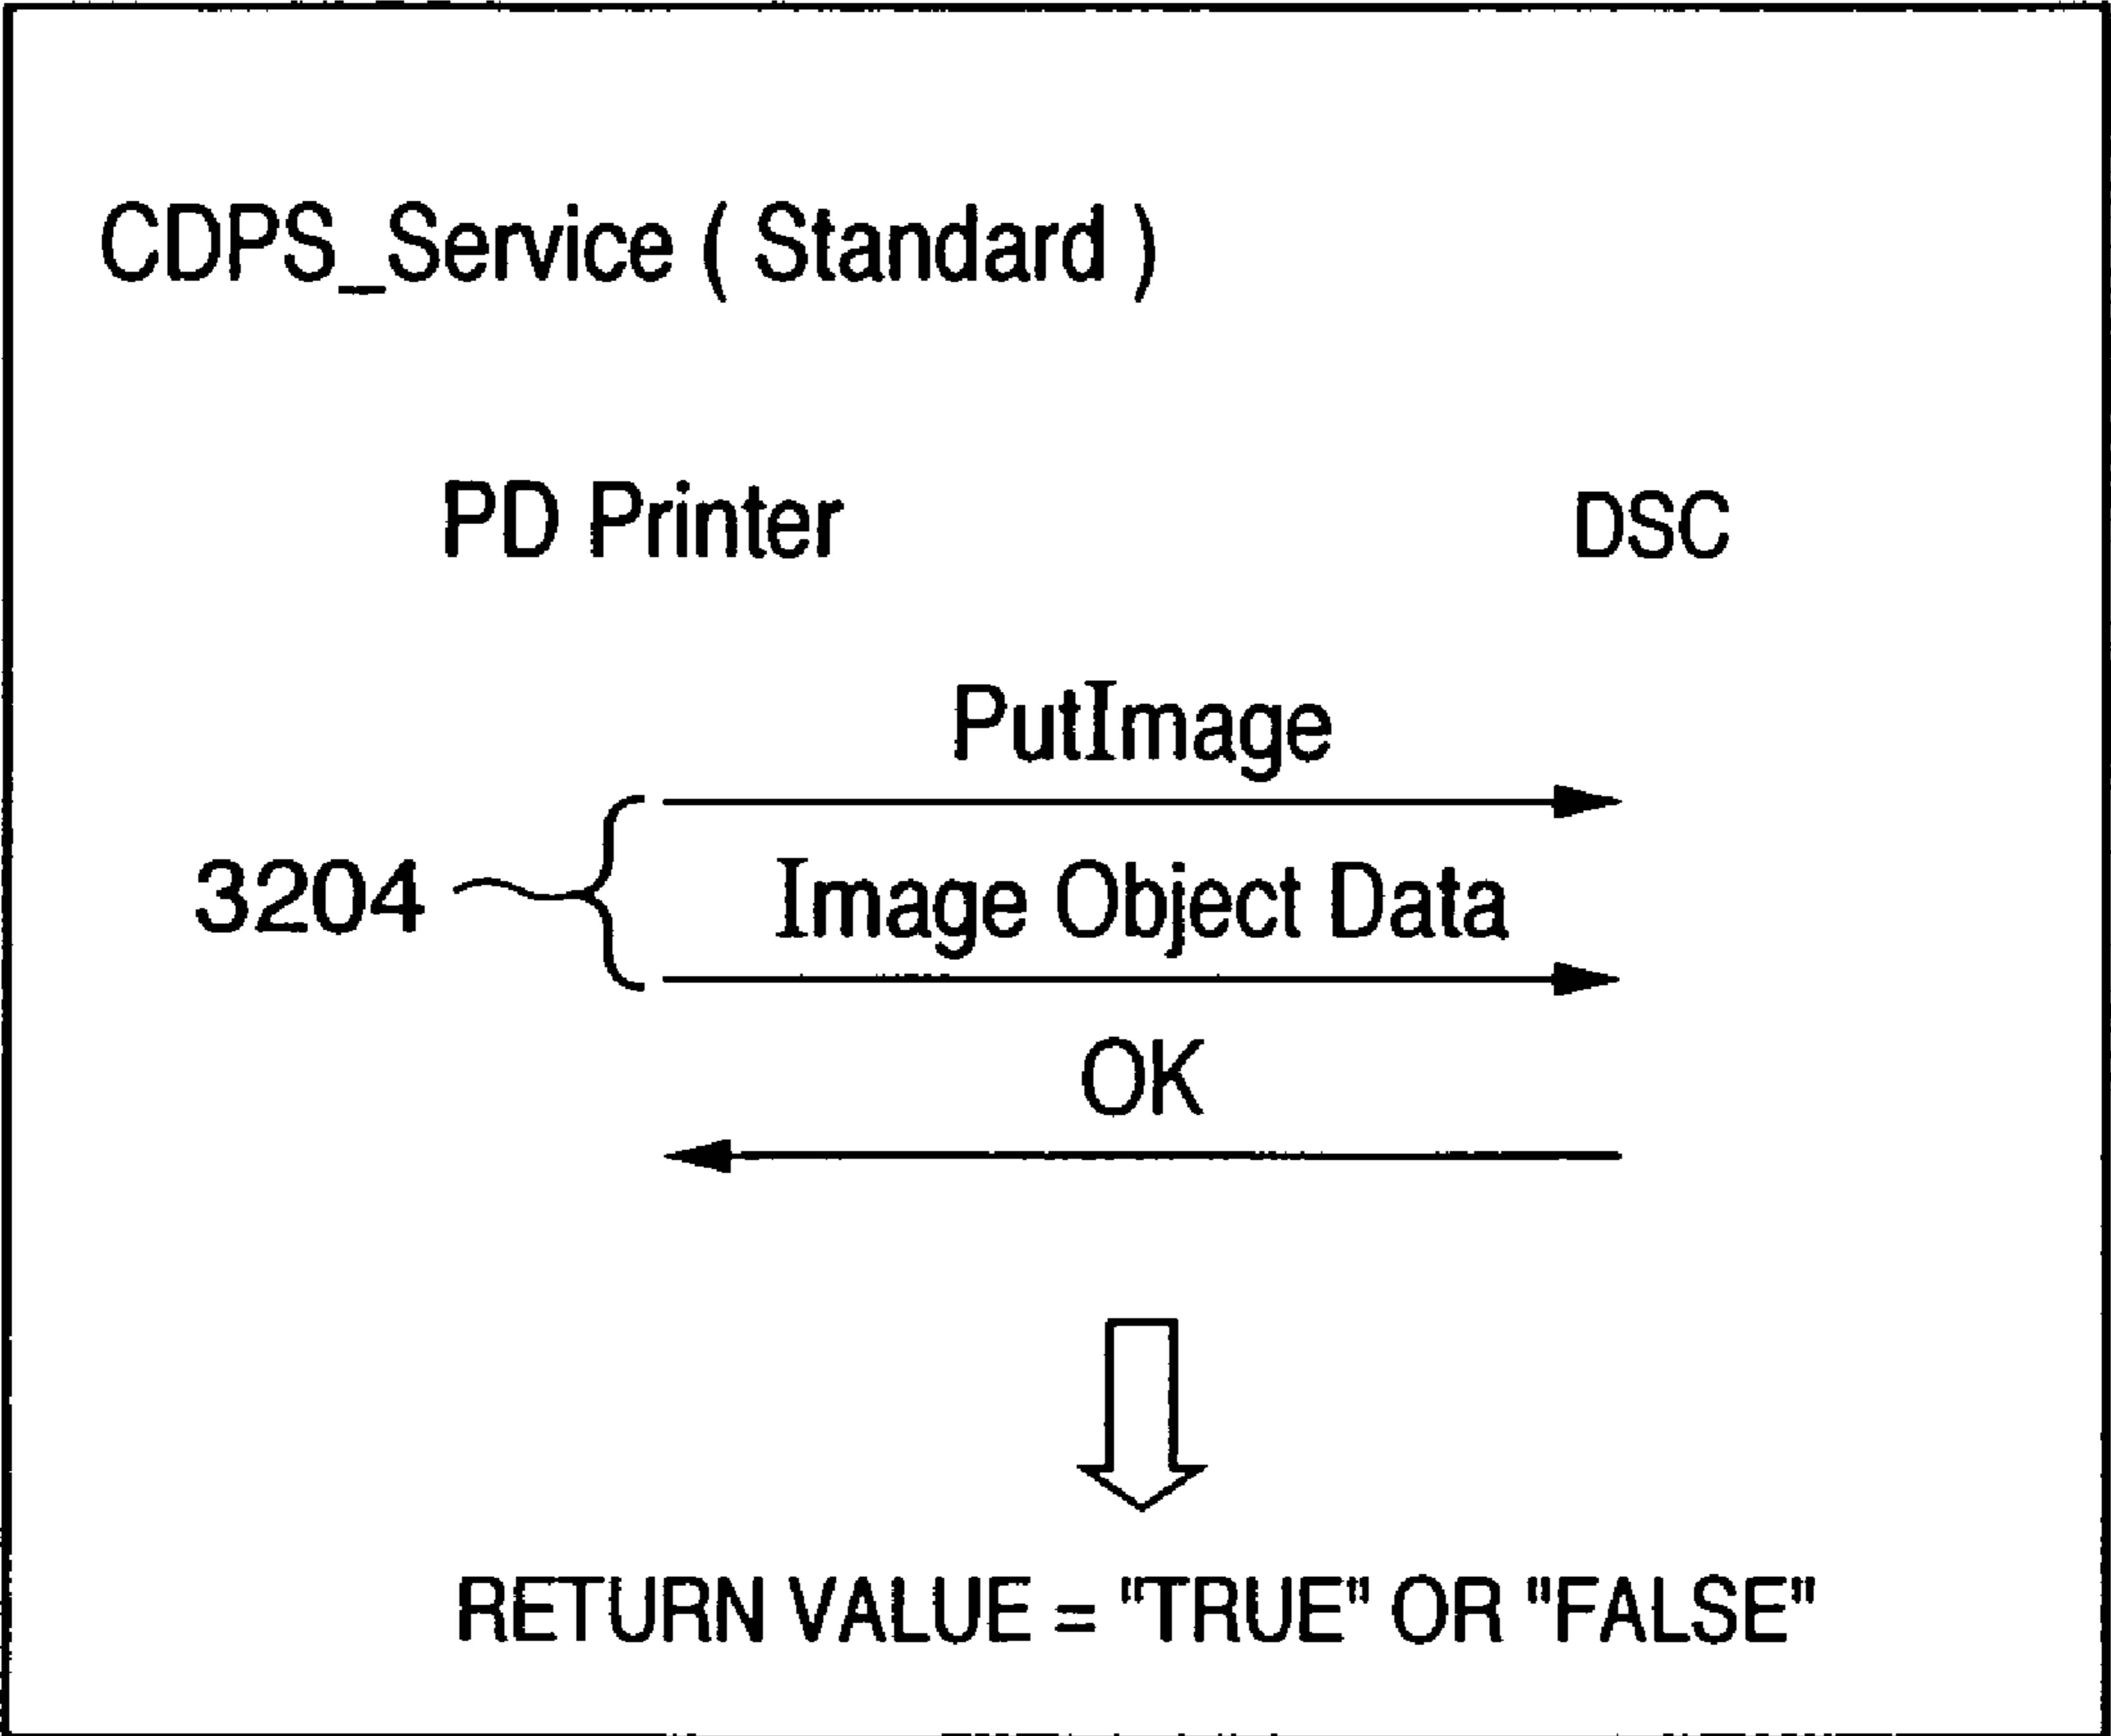 CDPS_Service ( Standard )
PD Printer DSC
PutImage
3204 Image Object Data
OK
RETURN VALUE = "TRUE" OR "FALSE"